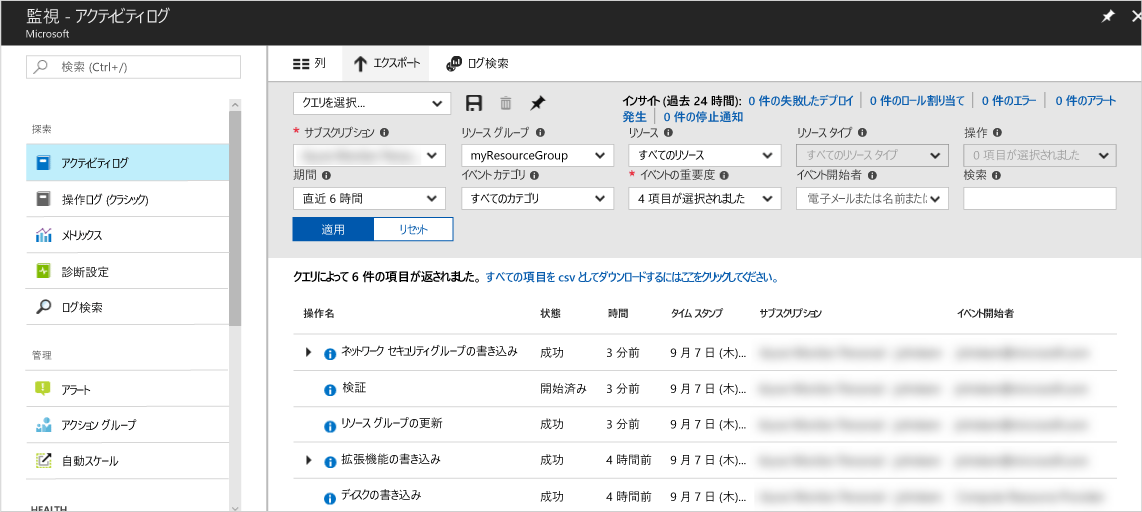 監視 - アクティビティ ログ
Microsoft
検索 (Ctrl+/)
探索
アクティビティ ログ
操作ログ (クラシック)
メトリックス
診断設定
ログ検索
管理
アラート
アクション グループ
自動スケール
HEALTH
列 エクスポート ログ検索
クエリを選択...
インサイト (過去 24 時間): 0 件の失敗したデプロイ | 0 件のロール割り当て | 0 件のエラー | 0 件のアラート
発生 | 0 件の停止通知
* サブスクリプション リソース グループ リソース リソース タイプ 操作
myResourceGroup すべてのリソース すべてのリソース タイプ 0 項目が選択されました
期間 イベント カテゴリ * イベントの重要度 イベント開始者 検索
直近 6 時間 すべてのカテゴリ 4 項目が選択されました 電子メールまたは名前または
適用 リセット
クエリによって 6 件の項目が返されました。 すべての項目を csv としてダウンロードするにはここをクリックしてください。
操作名 状態 時間 タイム スタンプ サブスクリプション イベント開始者
ネットワーク セキュリティ グループの書き込み 成功 3 分前 9 月 7 日 (木)...
検証 開始済み 3 分前 9 月 7 日 (木)...
リソース グループの更新 成功 3 分前 9 月 7 日 (木)...
拡張機能の書き込み 成功 4 時間前 9 月 7 日 (木)...
ディスクの書き込み 成功 4 時間前 9 月 7 日 (木)...